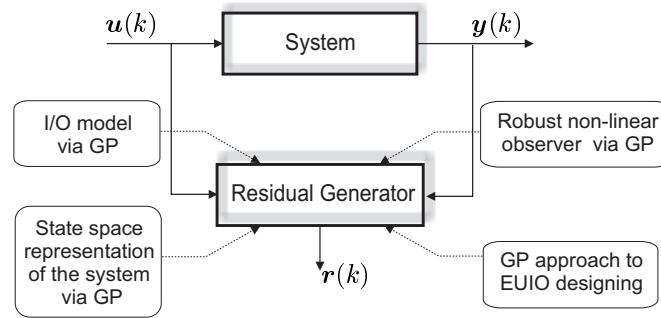 u(k)
System
y(k)
I/O model
via GP
Robust non-linear
observer via GP
Residual Generator
State space
representation
of the system
via GP
r(k)
GP approach to
EUIO designing